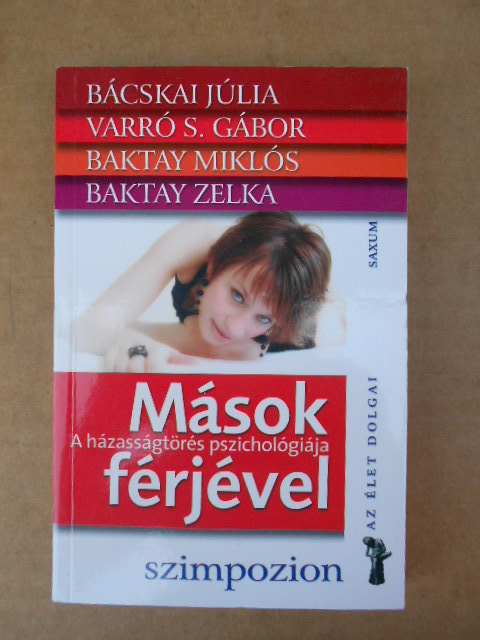 BÁCSKAI JÚLIA
VARRÓ S. GÁBOR
BAKTAY MIKLÓS
BAKTAY ZELKA
SAXUM
Mások
A házasságtörés pszichológiája
férjével
AZ ÉLET DOLGAI
szimpozion